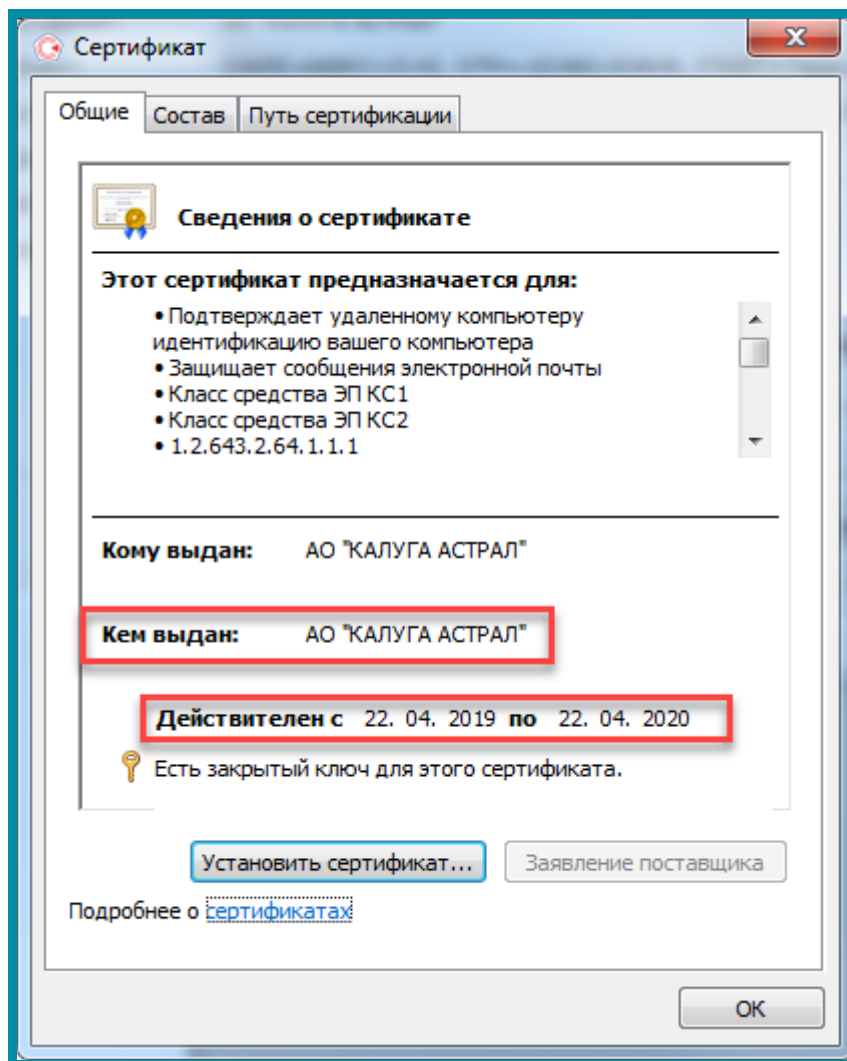 Сертификат
Общие Состав Путь сертификации
Сведения о сертификате
Этот сертификат предназначается для:
• Подтверждает удаленному компьютеру
идентификацию вашего компьютера
• Защищает сообщения электронной почты
• Класс средства ЭП КС1
• Класс средства ЭП КС2
• 1.2.643.2.64.1.1.1
Кому выдан: АО "КАЛУГА АСТРАЛ"
Кем выдан: АО "КАЛУГА АСТРАЛ"
Действителен с 22. 04. 2019 по 22. 04. 2020
Есть закрытый ключ для этого сертификата.
Установить сертификат... Заявление поставщика
Подробнее о сертификатах
ОК